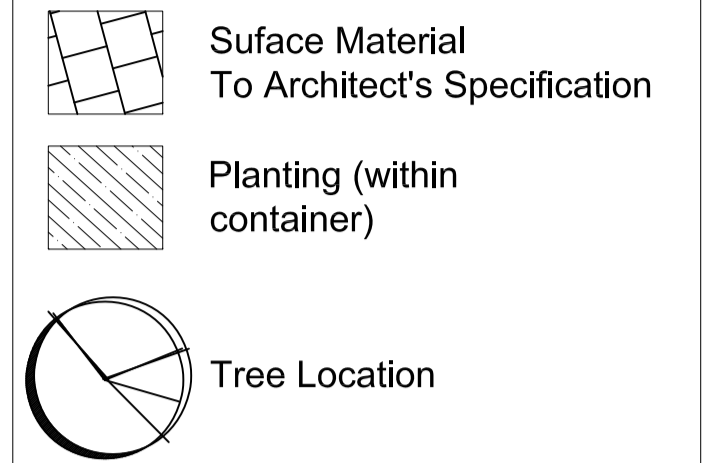 Suface Material
To Architect's Specification
Planting (within
container)
Tree Location